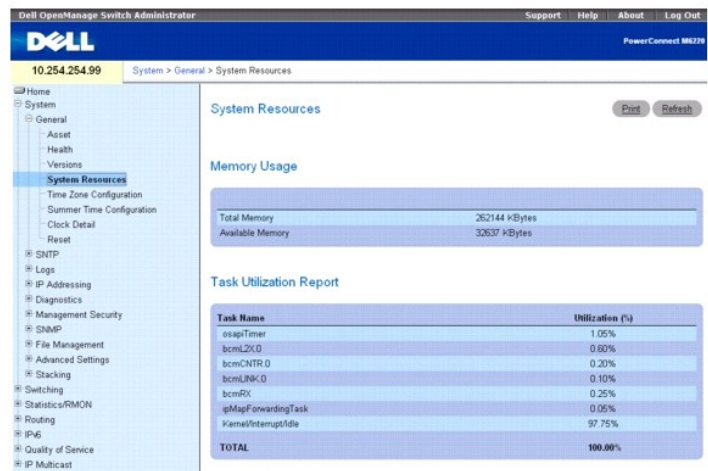 Dell OpenManage Switch Administrator
Support Help About Log Out
DELL
PowerConnect M6220
10.254.254.99
System > General > System Resources
Home
System
General
Asset
Health
Versions
System Resources
Time Zone Configuration
Summer Time Configuration
Clock Detail
Reset
SNTP
Logs
IP Addressing
Diagnostics
Management Security
SNMP
File Management
Advanced Settings
Stacking
Switching
Statistics/RMON
Routing
IPv6
Quality of Service
IP Multicast
System Resources
Print Refresh
Memory Usage
Total Memory 262144 KBytes
Available Memory 32637 KBytes
Task Utilization Report
Task Name Utilization (%)
osapiTimer 1.05%
bcmL2X.0 0.60%
bcmCNTR.0 0.20%
bcmLINK.0 0.10%
bcmRX 0.25%
ipMapForwardingTask 0.05%
Kernel/Interrupt/Idle 97.75%
TOTAL 100.00%